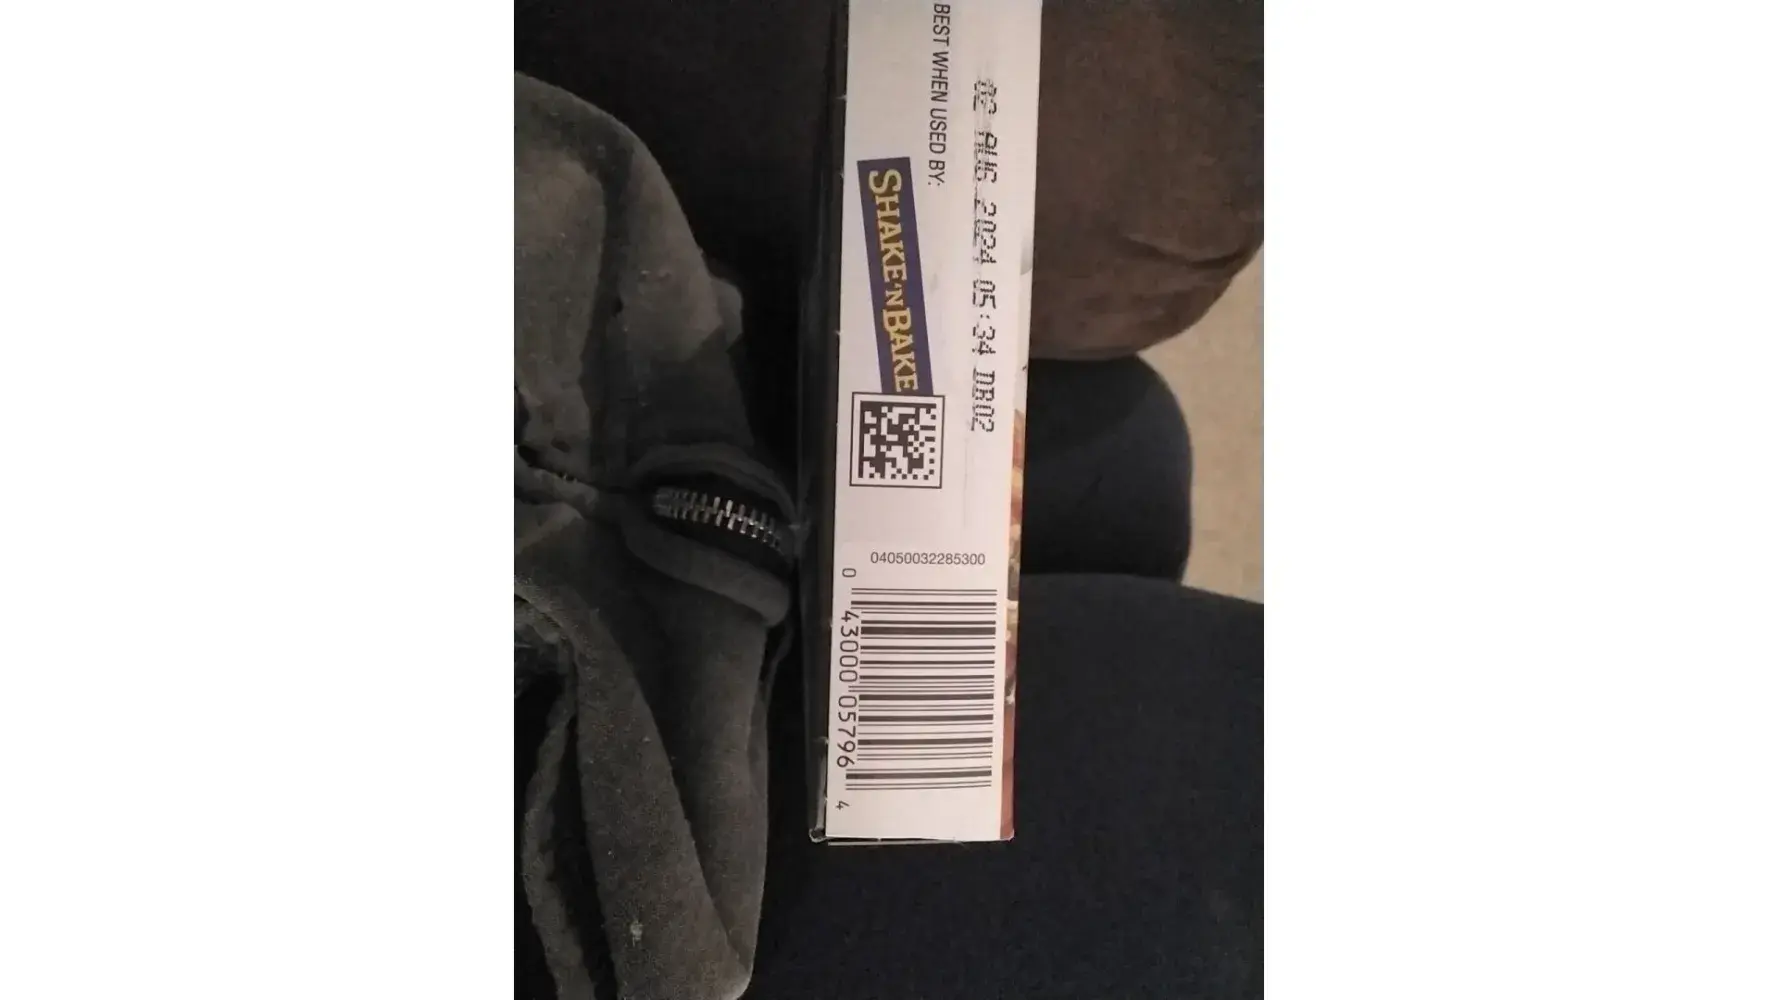 BEST WHEN USED BY:
02 AUG 2024 05:34 DB02
SHAKE'N BAKE
04050032285300
0 43000 05796 4